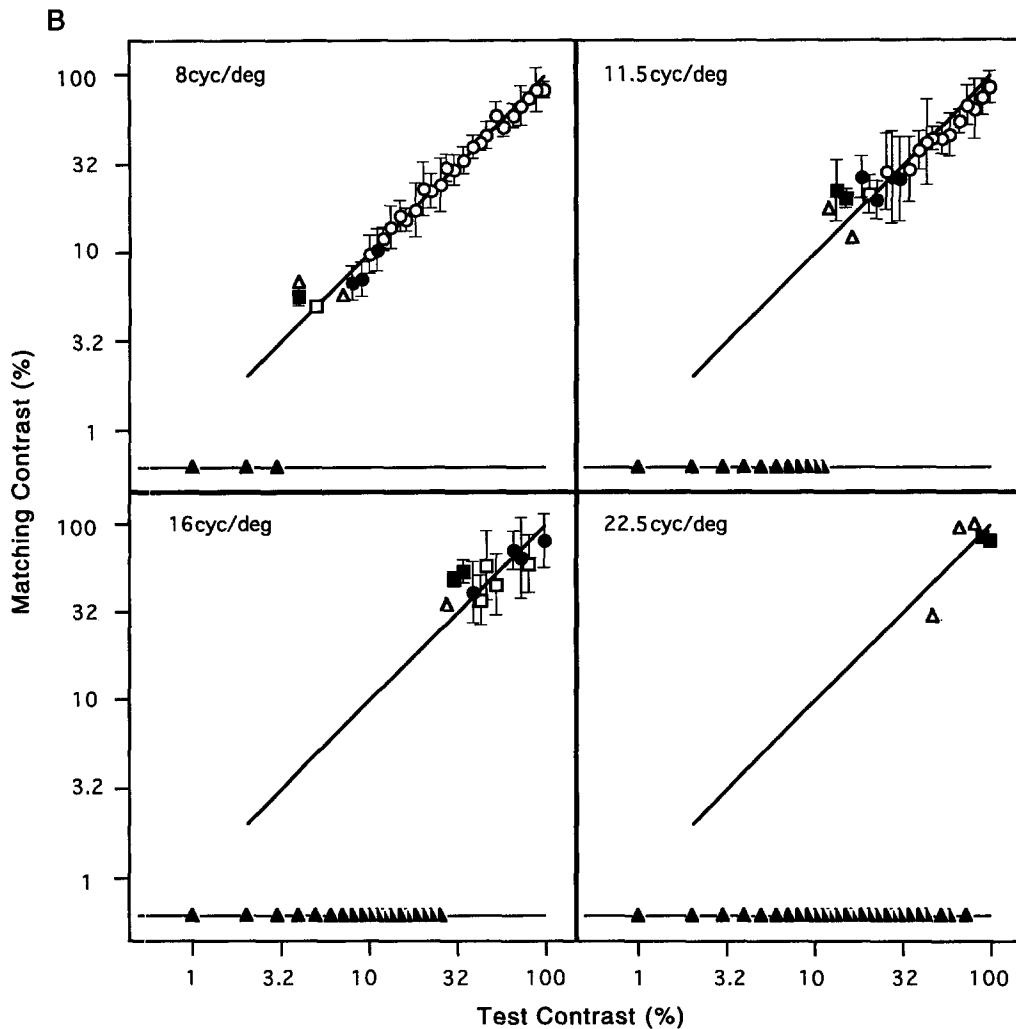 B
8cyc/deg
11.5cyc/deg
100
32
10
3.2
1
16cyc/deg
22.5cyc/deg
100
32
10
3.2
1
Matching Contrast (%)
1 3.2 10 32 100
1 3.2 10 32 100
Test Contrast (%)